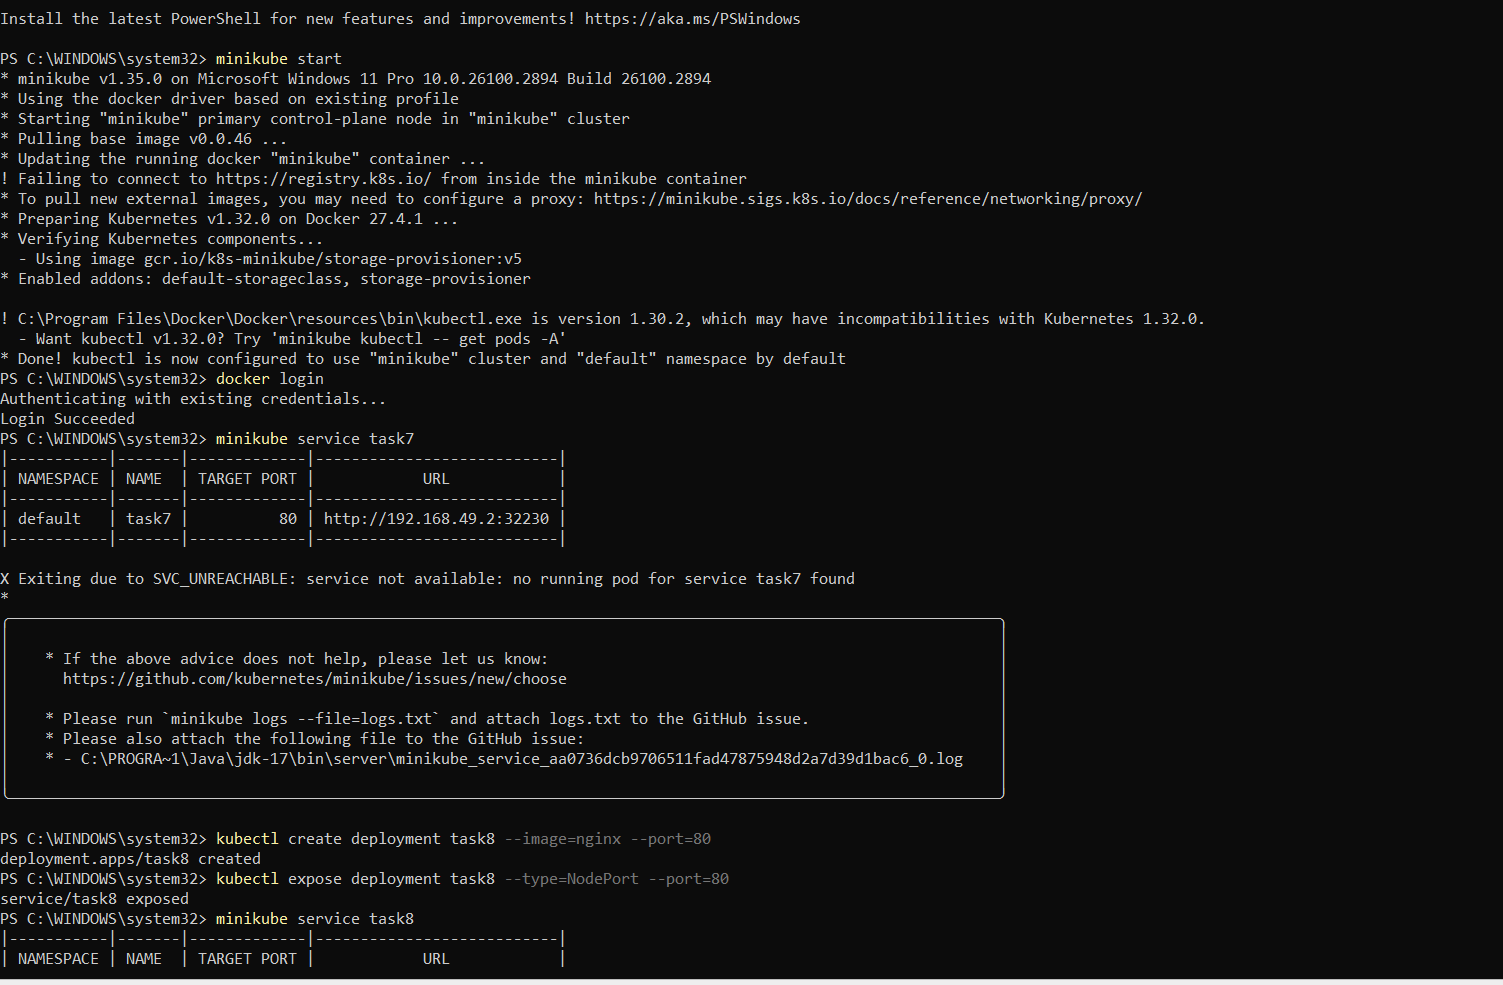 Install the latest PowerShell for new features and improvements! https://aka.ms/PSWindows
PS C:\WINDOWS\system32> minikube start
* minikube v1.35.0 on Microsoft Windows 11 Pro 10.0.26100.2894 Build 26100.2894
* Using the docker driver based on existing profile
* Starting "minikube" primary control-plane node in "minikube" cluster
* Pulling base image v0.0.46 ...
* Updating the running docker "minikube" container ...
! Failing to connect to https://registry.k8s.io/ from inside the minikube container
* To pull new external images, you may need to configure a proxy: https://minikube.sigs.k8s.io/docs/reference/networking/proxy/
* Preparing Kubernetes v1.32.0 on Docker 27.4.1 ...
* Verifying Kubernetes components...
  - Using image gcr.io/k8s-minikube/storage-provisioner:v5
* Enabled addons: default-storageclass, storage-provisioner
! C:\Program Files\Docker\Docker\resources\bin\kubectl.exe is version 1.30.2, which may have incompatibilities with Kubernetes 1.32.0.
  - Want kubectl v1.32.0? Try 'minikube kubectl -- get pods -A'
* Done! kubectl is now configured to use "minikube" cluster and "default" namespace by default
PS C:\WINDOWS\system32> docker login
Authenticating with existing credentials...
Login Succeeded
PS C:\WINDOWS\system32> minikube service task7
|-----------|-------|-------------|---------------------------|
| NAMESPACE | NAME  | TARGET PORT |            URL            |
|-----------|-------|-------------|---------------------------|
| default   | task7 |          80 | http://192.168.49.2:32230 |
|-----------|-------|-------------|---------------------------|
X Exiting due to SVC_UNREACHABLE: service not available: no running pod for service task7 found
*
* If the above advice does not help, please let us know:
https://github.com/kubernetes/minikube/issues/new/choose
* Please run `minikube logs --file=logs.txt` and attach logs.txt to the GitHub issue.
* Please also attach the following file to the GitHub issue:
* - C:\PROGRA~1\Java\jdk-17\bin\server\minikube_service_aa0736dcb9706511fad47875948d2a7d39d1bac6_0.log
PS C:\WINDOWS\system32> kubectl create deployment task8 --image=nginx --port=80
deployment.apps/task8 created
PS C:\WINDOWS\system32> kubectl expose deployment task8 --type=NodePort --port=80
service/task8 exposed
PS C:\WINDOWS\system32> minikube service task8
|-----------|-------|-------------|---------------------------|
| NAMESPACE | NAME  | TARGET PORT |            URL            |